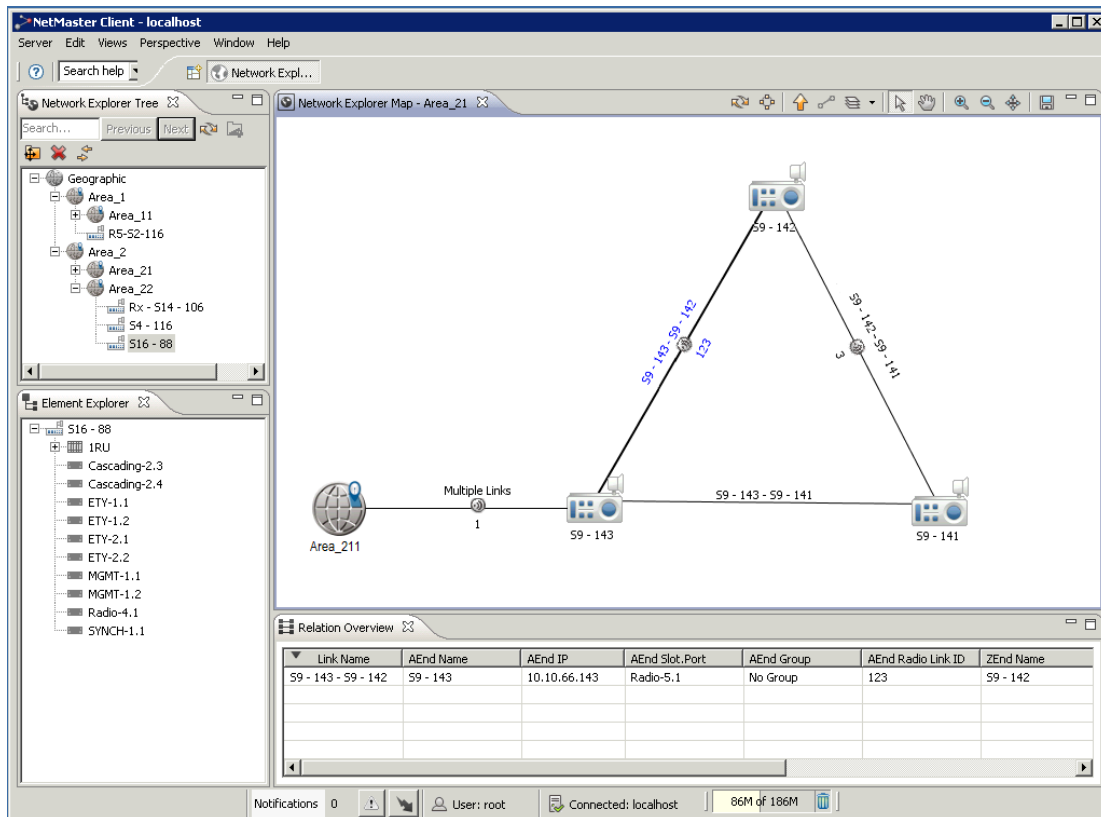 NetMaster Client - localhost
Server Edit Views Perspective Window Help
Search help
Network Expl...
Network Explorer Tree
Search... Previous Next
Geographic
Area_1
Area_11
R5-S2-116
Area_2
Area_21
Area_22
Rx - S14 - 106
S4 - 116
S16 - 88
Element Explorer
S16 - 88
1RU
Cascading-2.3
Cascading-2.4
ETY-1.1
ETY-1.2
ETY-2.1
ETY-2.2
MGMT-1.1
MGMT-1.2
Radio-4.1
SYNCH-1.1
Network Explorer Map - Area_21
S9 - 142
S9 - 143 - S9 - 142
123
S9 - 142 - S9 - 141
3
Multiple Links
1
Area_211
S9 - 143
S9 - 143 - S9 - 141
S9 - 141
Relation Overview
Link Name AEnd Name AEnd IP AEnd Slot.Port AEnd Group AEnd Radio Link ID ZEnd Name
S9 - 143 - S9 - 142 S9 - 143 10.10.66.143 Radio-5.1 No Group 123 S9 - 142
Notifications 0 User: root Connected: localhost 86M of 186M